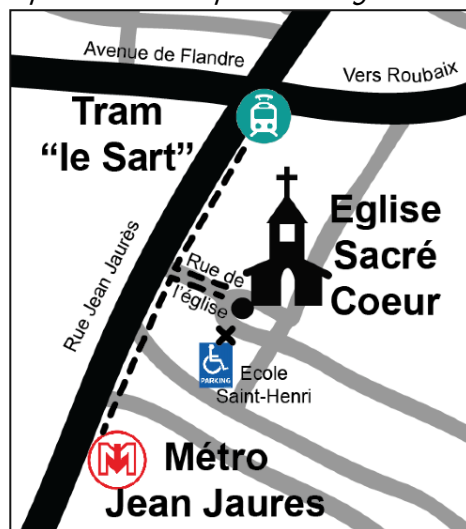 Avenue de Flandre
Vers Roubaix
Tram
“le Sart”
Eglise
Sacré
Coeur
Rue de
l'église
Rue Jean Jaurès
PARKING
Ecole
Saint-Henri
M
Métro
Jean Jaures